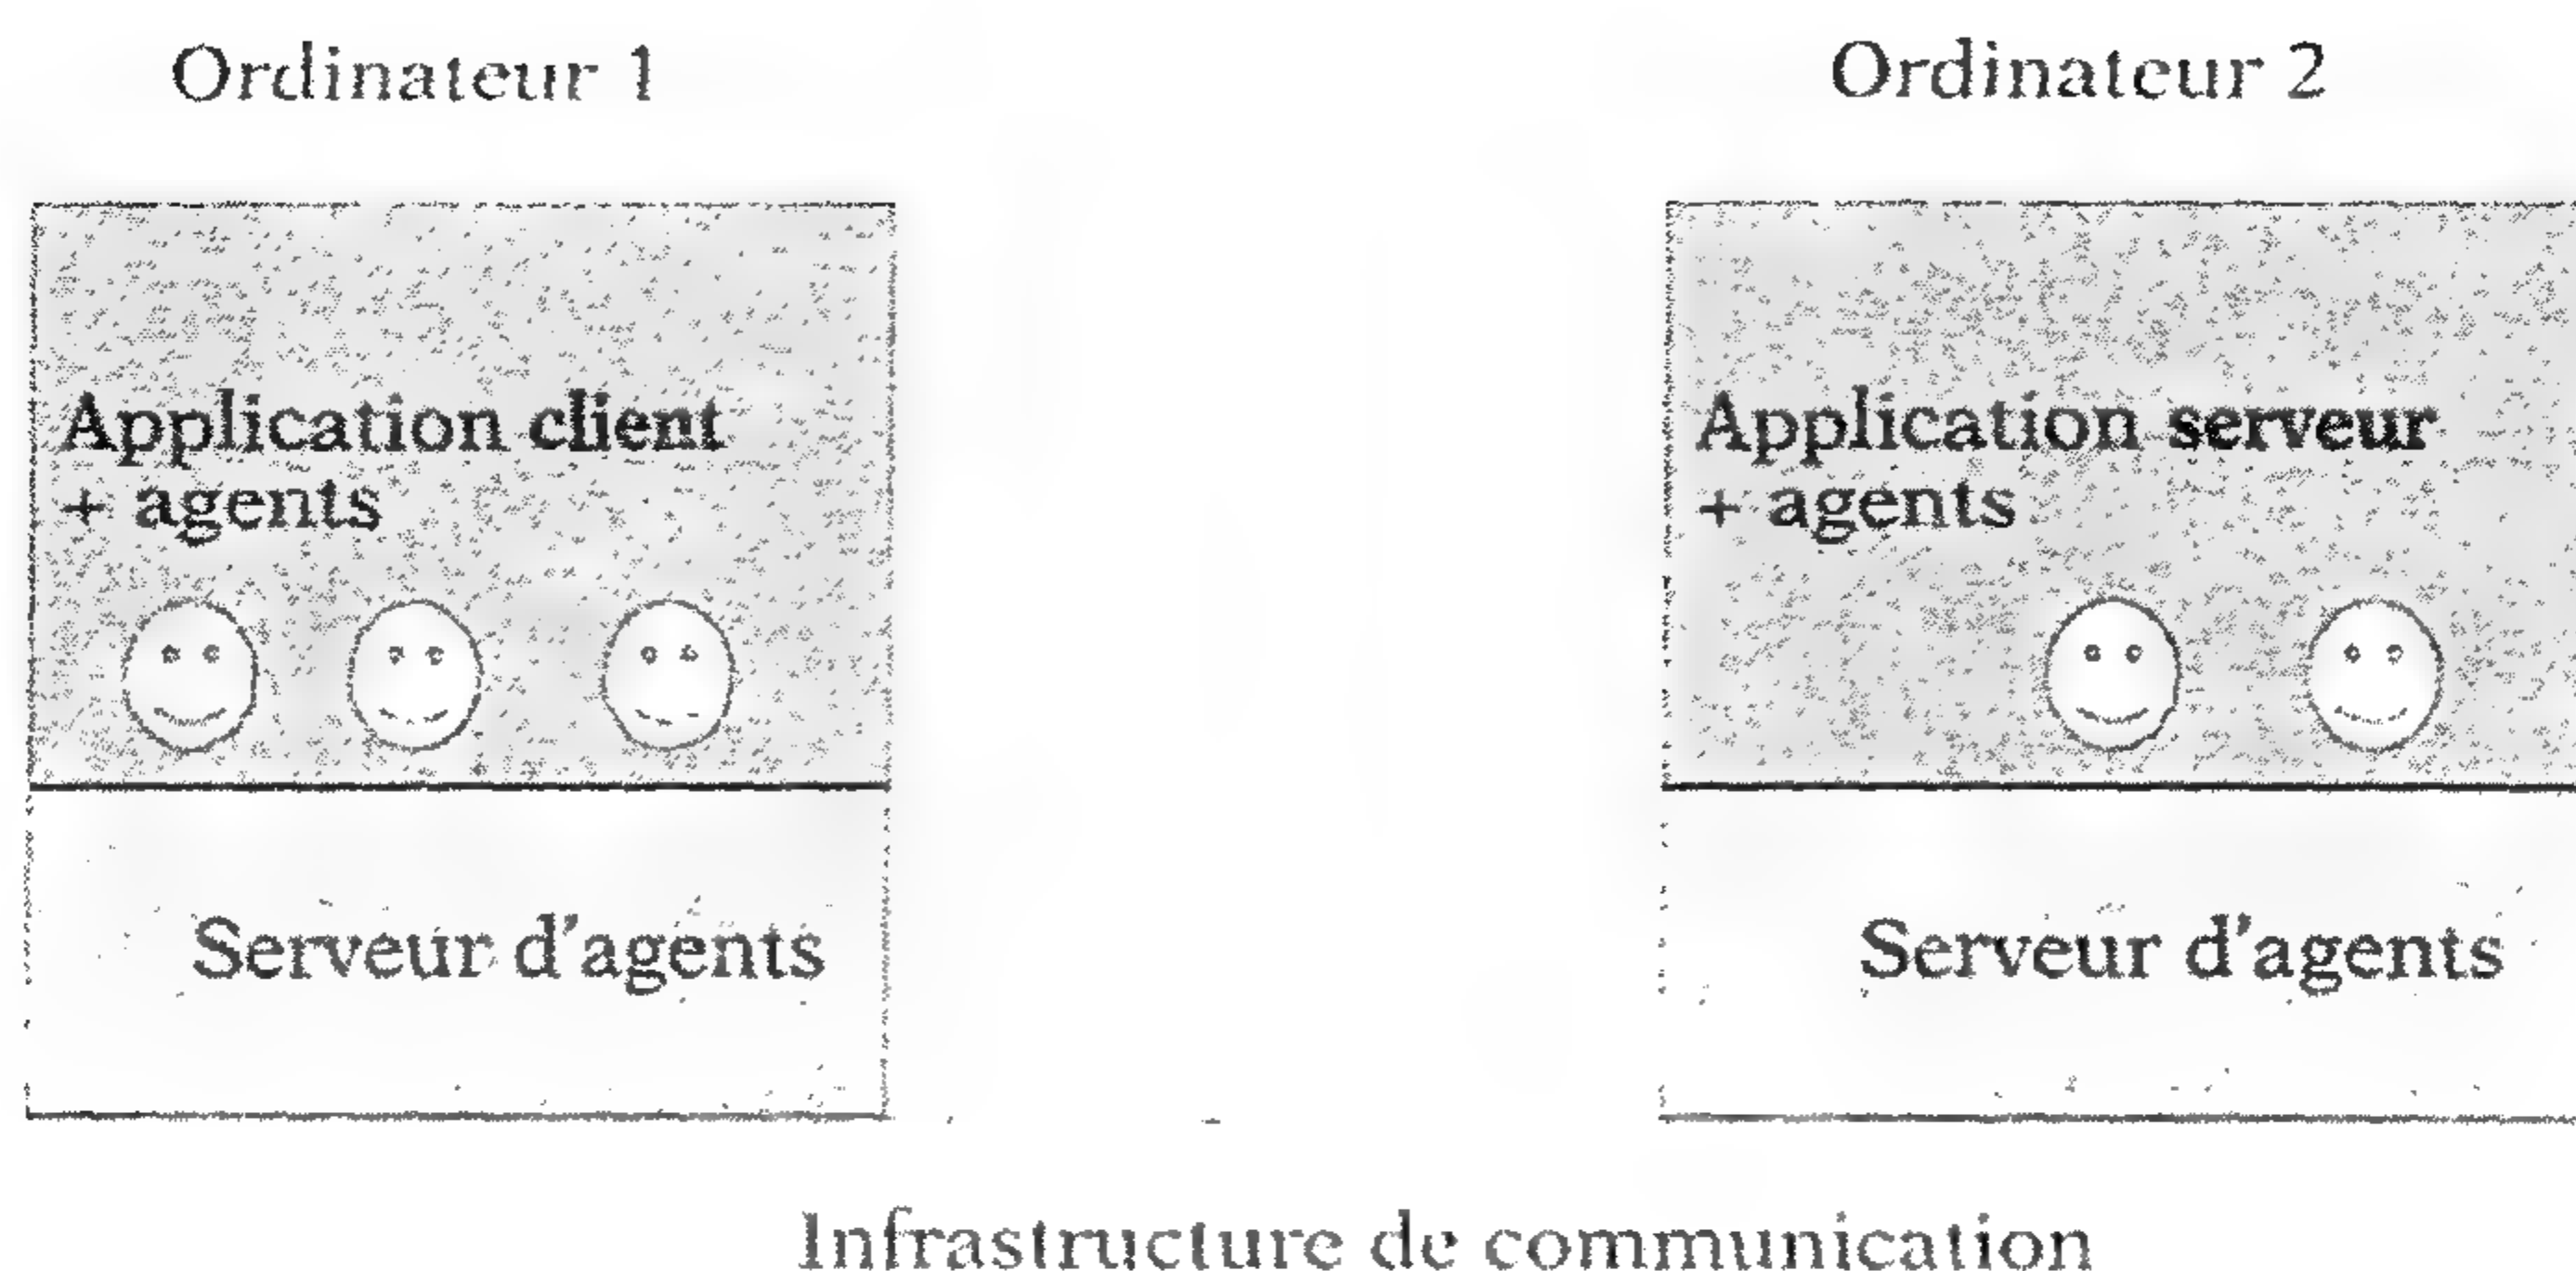 Ordinateur 1
Ordinateur 2
Application client
+ agents
Application serveur
+ agents
Serveur d'agents
Serveur d'agents
Infrastructure de communication